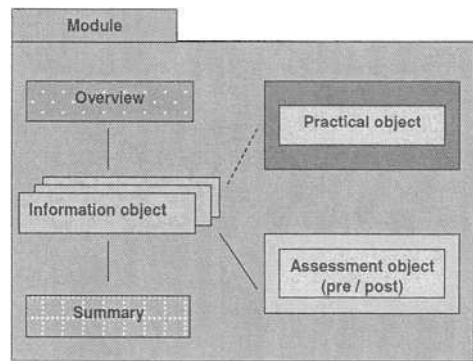 Module
Overview
Practical object
Information object
Assessment object
(pre / post)
Summary